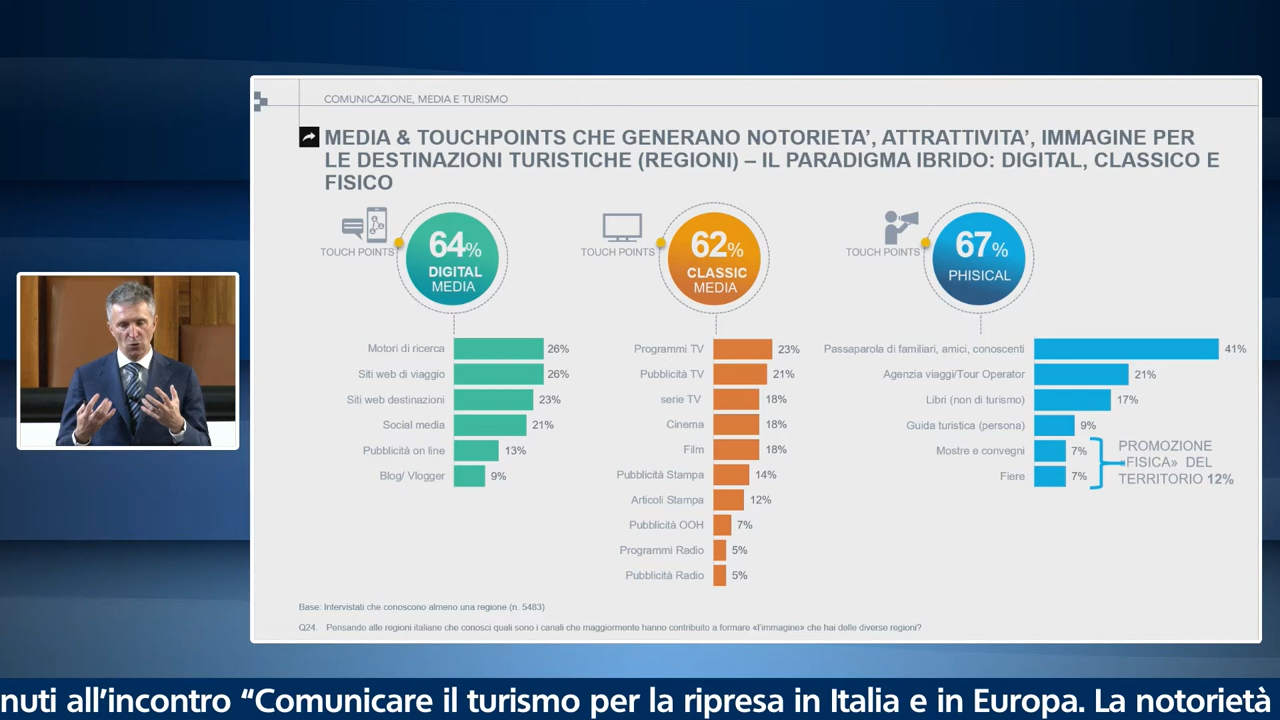 COMUNICAZIONE, MEDIA E TURISMO
MEDIA & TOUCHPOINTS CHE GENERANO NOTORIETA', ATTRATTIVITA', IMMAGINE PER
LE DESTINAZIONI TURISTICHE (REGIONI) – IL PARADIGMA IBRIDO: DIGITAL, CLASSICO E
FISICO
TOUCH POINTS
64%
DIGITAL
MEDIA
Motori di ricerca 26%
Siti web di viaggio 26%
Siti web destinazioni 23%
Social media 21%
Pubblicità on line 13%
Blog/ Vlogger 9%
TOUCH POINTS
62%
CLASSIC
MEDIA
Programmi TV 23%
Pubblicità TV 21%
serie TV 18%
Cinema 18%
Film 18%
Pubblicità Stampa 14%
Articoli Stampa 12%
Pubblicità OOH 7%
Programmi Radio 5%
Pubblicità Radio 5%
TOUCH POINTS
67%
PHISICAL
Passaparola di familiari, amici, conoscenti 41%
Agenzia viaggi/Tour Operator 21%
Libri (non di turismo) 17%
Guida turistica (persona) 9%
Mostre e convegni 7%
Fiere 7%
PROMOZIONE
«FISICA» DEL
TERRITORIO 12%
Base: Intervistati che conoscono almeno una regione (n. 5483)
Q24. Pensando alle regioni italiane che conosci quali sono i canali che maggiormente hanno contribuito a formare «l'immagine» che hai delle diverse regioni?
nuti all'incontro “Comunicare il turismo per la ripresa in Italia e in Europa. La notorietà